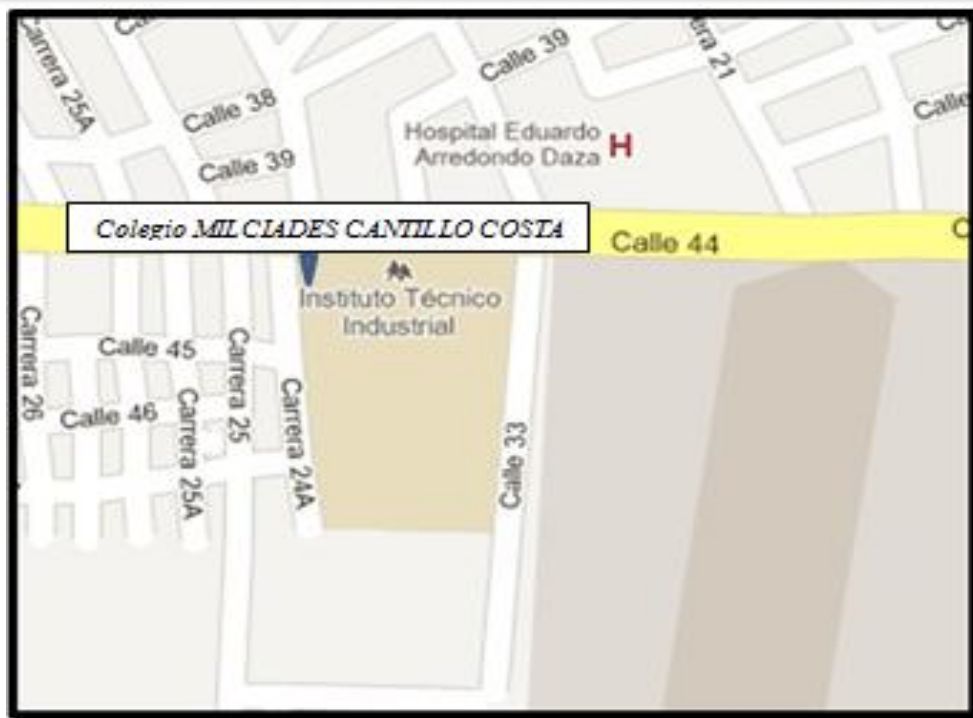 Carrera 25A
Calle 38
Calle 39
Calle 39
21
Hospital Eduardo
Arredondo Daza
H
Colegio MILCIADES CANTILLO COSTA
Calle 44
Instituto Técnico
Industrial
Carrera 26
Calle 45
Calle 46
Carrera 25A
Carrera 25
Carrera 24A
Calle 33
Calle